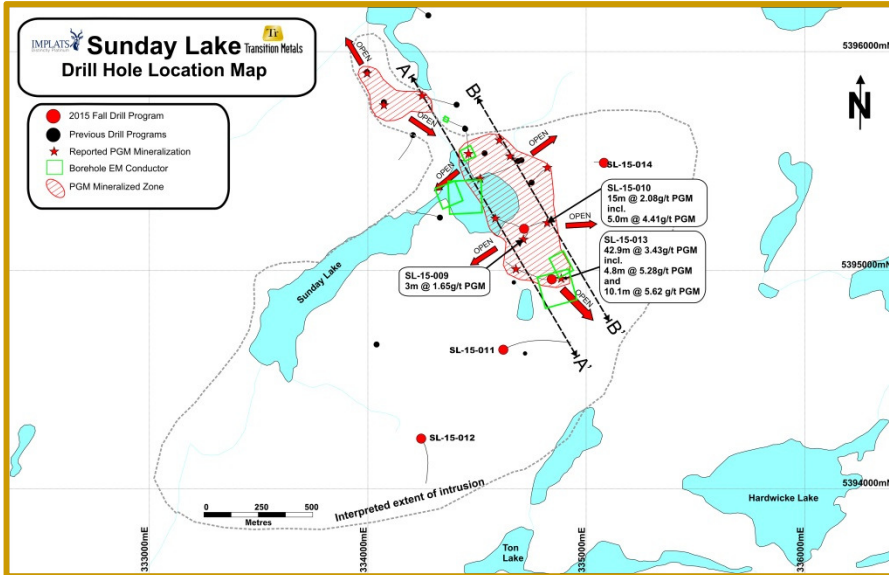 IMPLATS
Distinctly Platinum
Sunday Lake
Tr
Transition Metals
Drill Hole Location Map
2015 Fall Drill Program
Previous Drill Programs
Reported PGM Mineralization
Borehole EM Conductor
PGM Mineralized Zone
OPEN
A
B
OPEN
OPEN
OPEN
OPEN
OPEN
OPEN
N
5396000mN
SL-15-014
SL-15-010
15m @ 2.08g/t PGM
incl.
5.0m @ 4.41g/t PGM
SL-15-013
42.9m @ 3.43g/t PGM
incl.
4.8m @ 5.28g/t PGM
and
10.1m @ 5.62 g/t PGM
SL-15-009
3m @ 1.65g/t PGM
5395000mN
Sunday Lake
B'
A'
SL-15-011
SL-15-012
5394000mN
Interpreted extent of intrusion
0 250 500
Metres
Hardwicke Lake
Ton
Lake
333000mE
334000mE
335000mE
336000mE